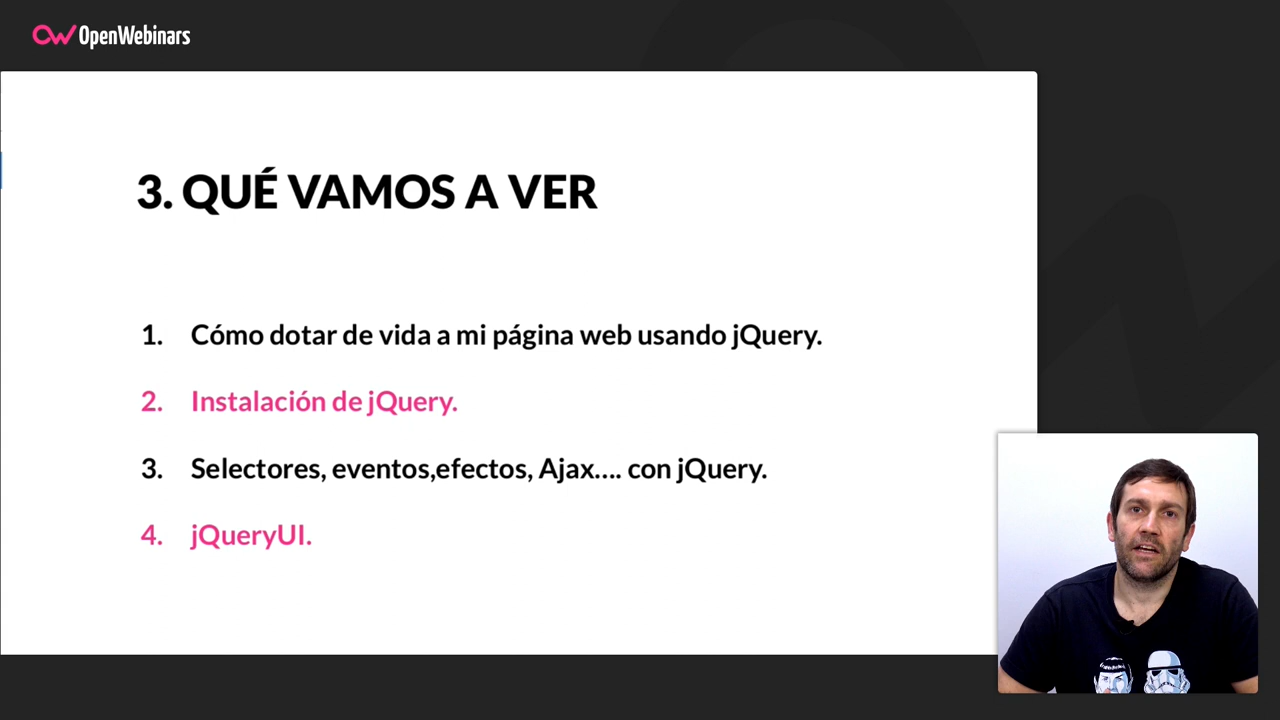 OpenWebinars
3. QUÉ VAMOS A VER
1. Cómo dotar de vida a mi página web usando jQuery.
2. Instalación de jQuery.
3. Selectores, eventos,efectos, Ajax.... con jQuery.
4. jQueryUI.